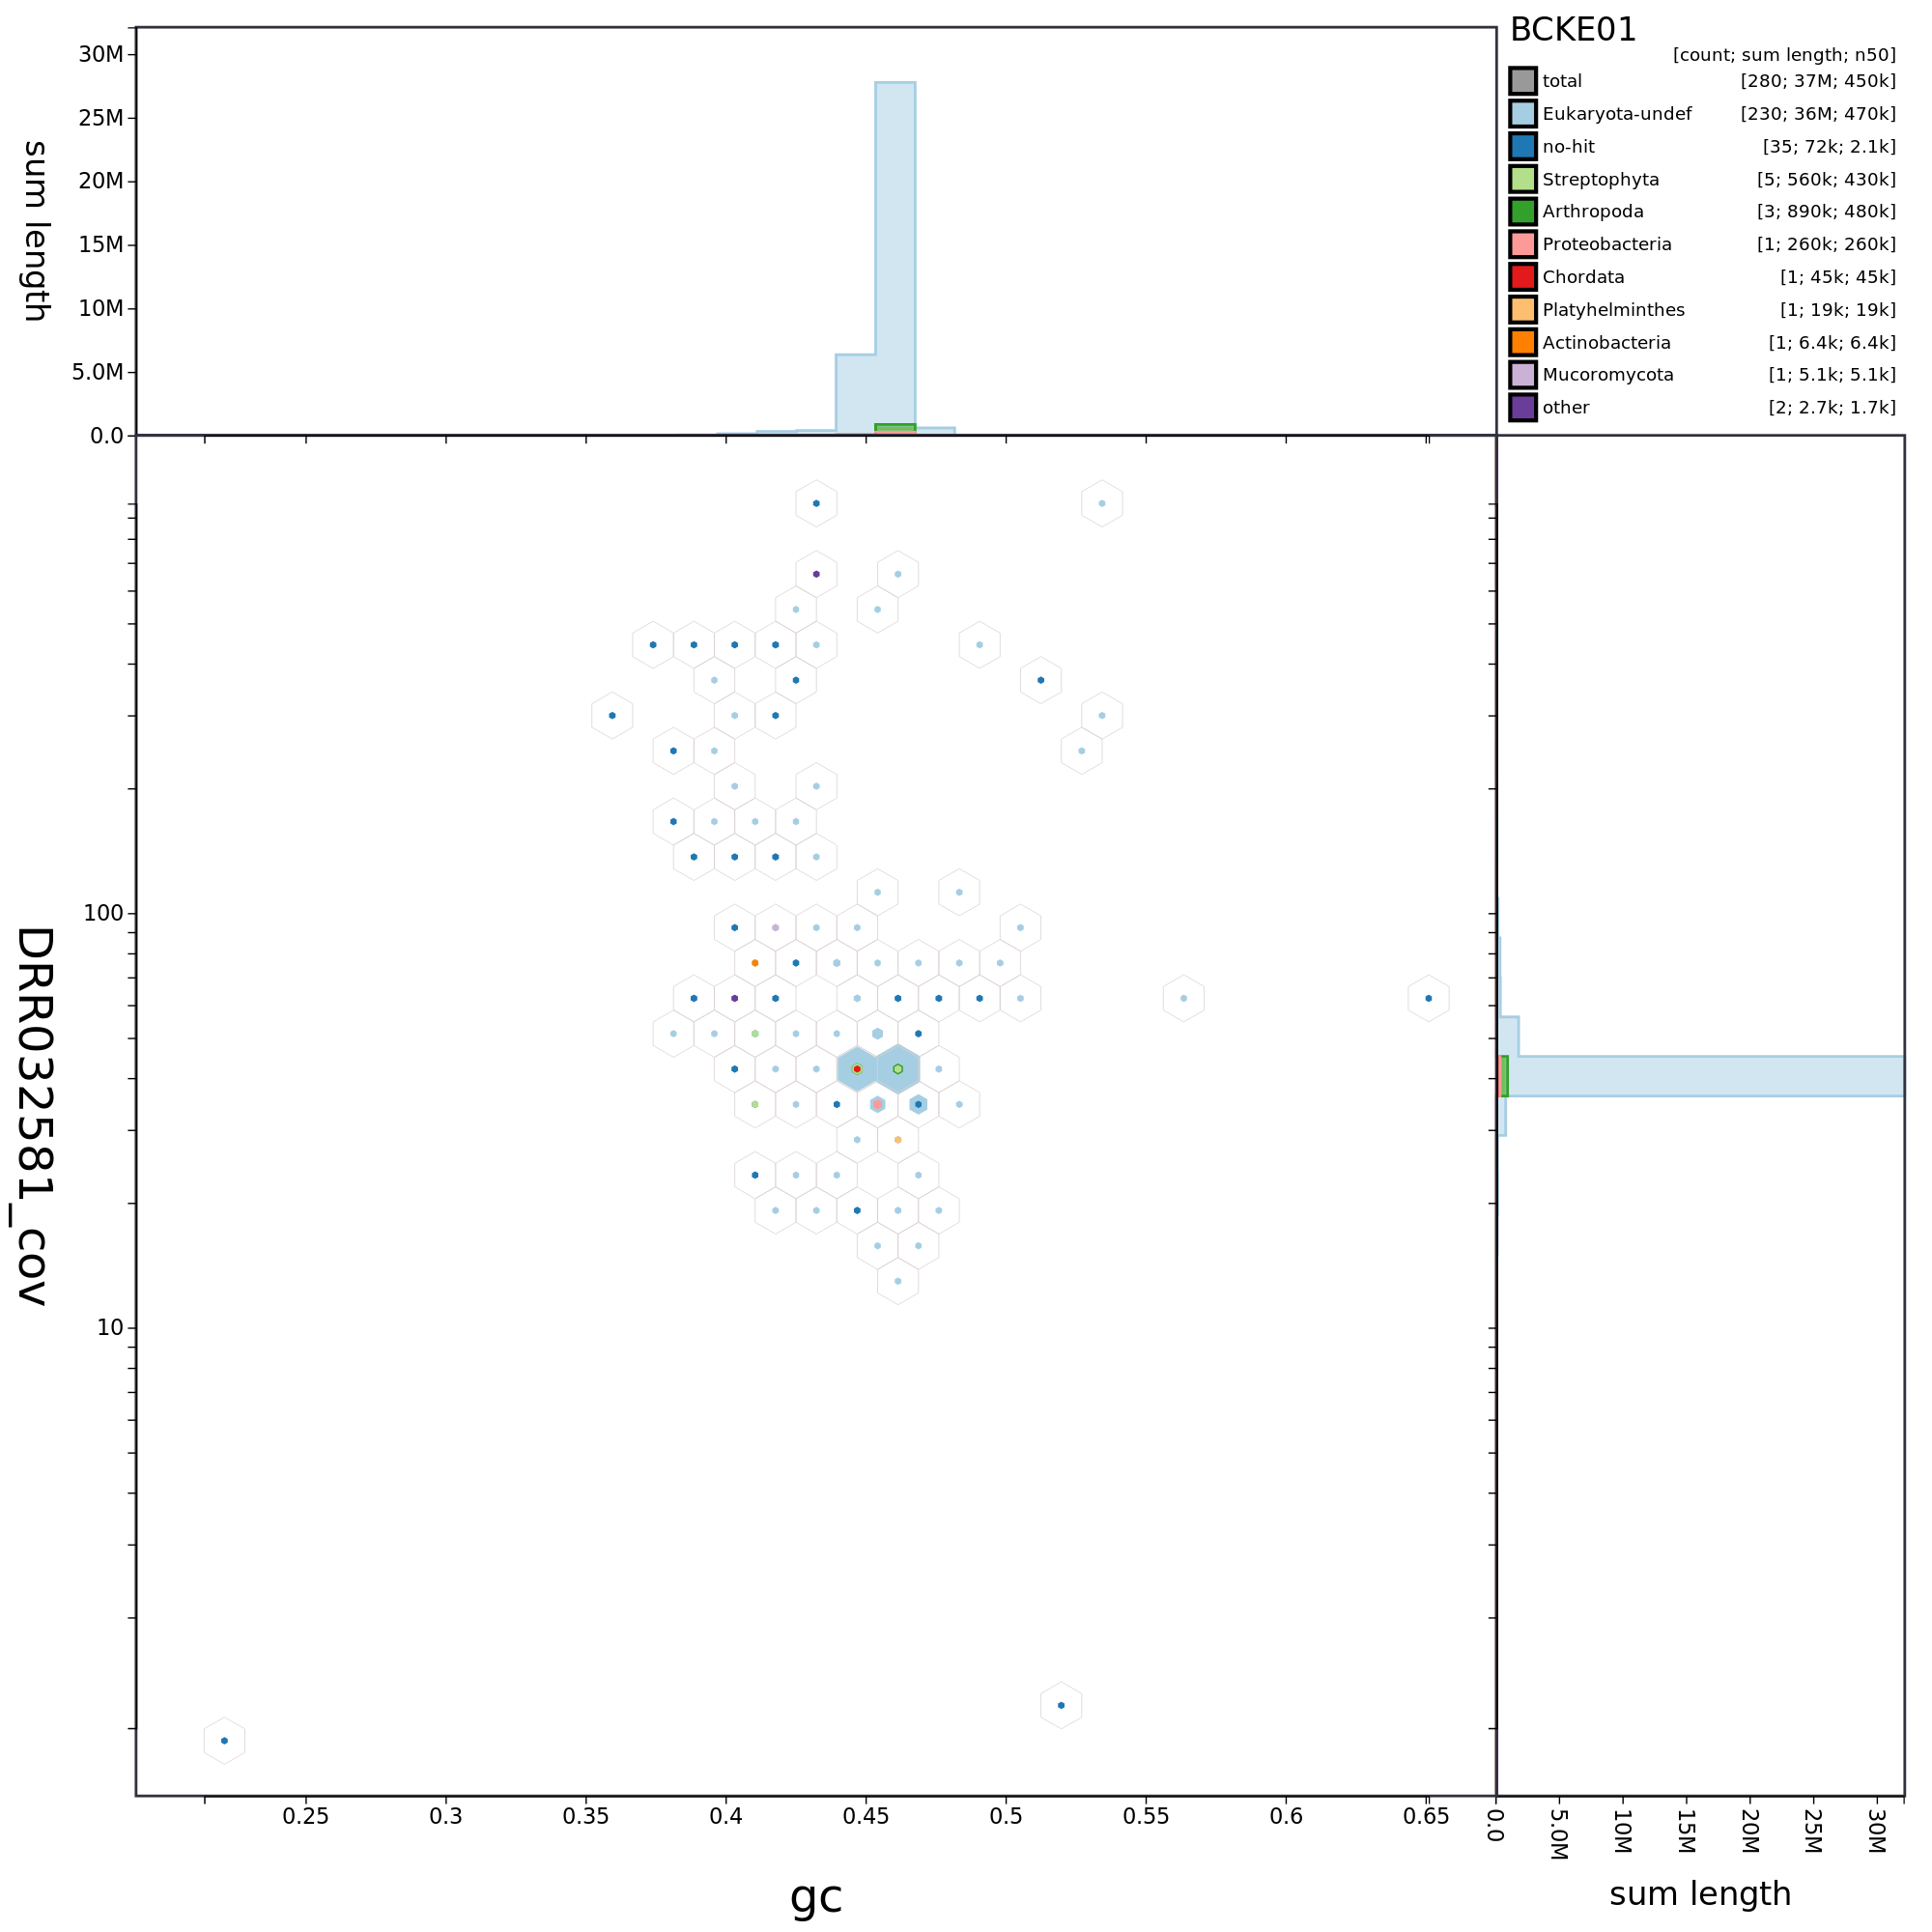 BCKE01
[count; sum length; n50]
total [280; 37M; 450k]
Eukaryota-undef [230; 36M; 470k]
no-hit [35; 72k; 2.1k]
Streptophyta [5; 560k; 430k]
Arthropoda [3; 890k; 480k]
Proteobacteria [1; 260k; 260k]
Chordata [1; 45k; 45k]
Platyhelminthes [1; 19k; 19k]
Actinobacteria [1; 6.4k; 6.4k]
Mucoromycota [1; 5.1k; 5.1k]
other [2; 2.7k; 1.7k]
sum length
30M
25M
20M
15M
10M
5.0M
0.0
DRR032581_cov
100
10
0.25 0.3 0.35 0.4 0.45 0.5 0.55 0.6 0.65
gc
0.0 5.0M 10M 15M 20M 25M 30M
sum length